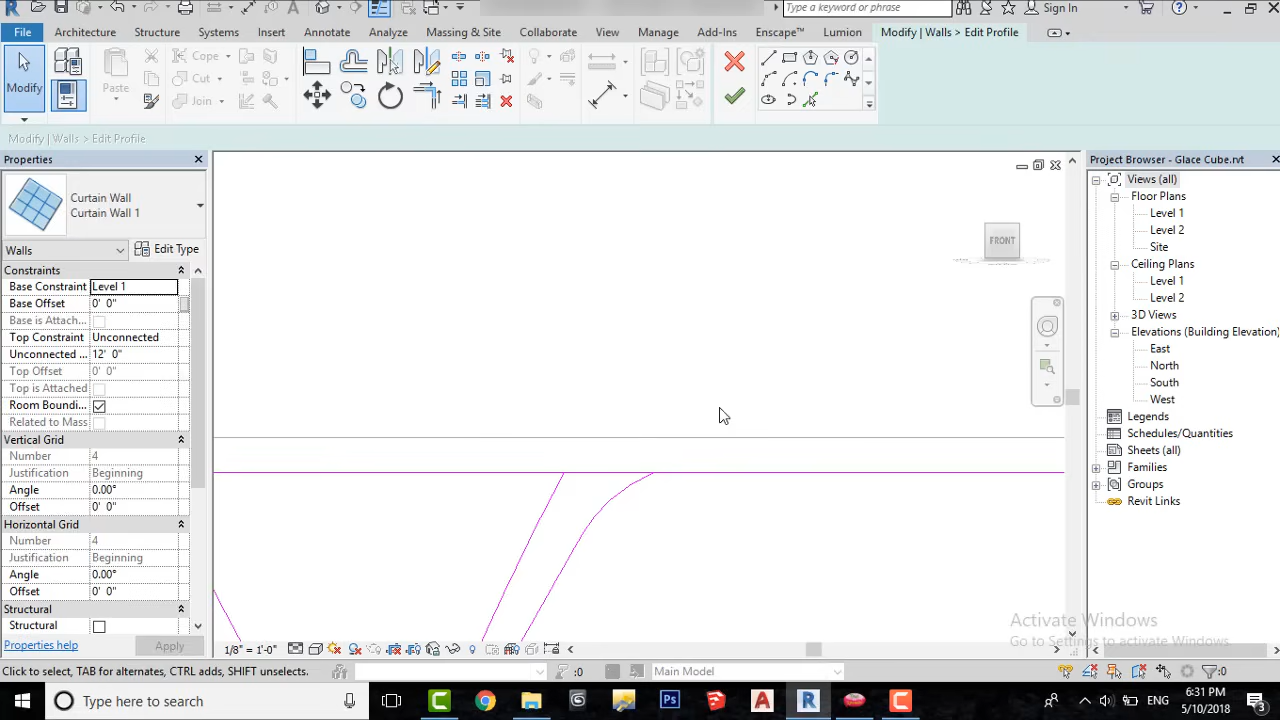 Type a keyword or phrase
Sign In
File Architecture Structure Systems Insert Annotate Analyze Massing & Site Collaborate View Manage Add-Ins Enscape™ Lumion Modify | Walls > Edit Profile
Modify
Paste
Cope
Cut
Join
Modify | Walls > Edit Profile
Properties
Curtain Wall
Curtain Wall 1
Walls
Edit Type
Constraints
Base Constraint Level 1
Base Offset 0' 0"
Base is Attach...
Top Constraint Unconnected
Unconnected ... 12' 0"
Top Offset 0' 0"
Top is Attached
Room Boundi...
Related to Mass
Vertical Grid
Number 4
Justification Beginning
Angle 0.00°
Offset 0' 0"
Horizontal Grid
Number 4
Justification Beginning
Angle 0.00°
Offset 0' 0"
Structural
Structural
Properties help
Apply
FRONT
Project Browser - Glace Cube.rvt
Views (all)
Floor Plans
Level 1
Level 2
Site
Ceiling Plans
Level 1
Level 2
3D Views
Elevations (Building Elevation)
East
North
South
West
Legends
Schedules/Quantities
Sheets (all)
Families
Groups
Revit Links
Activate Windows
Go to Settings to activate Windows.
1/8" = 1'-0"
Click to select, TAB for alternates, CTRL adds, SHIFT unselects.
:0
Main Model
:0
Type here to search
ENG
6:31 PM
5/10/2018
3